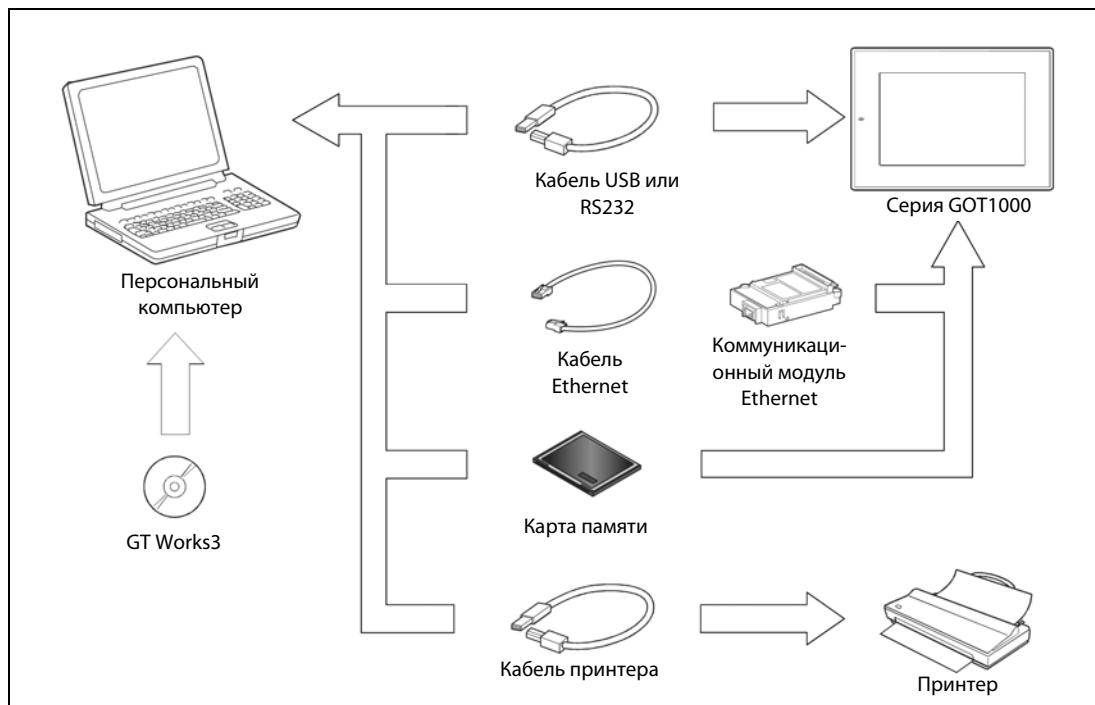 Кабель USB или
RS232
Серия GOT1000
Персональный
компьютер
Кабель
Ethernet
Коммуникаци-
онный модуль
Ethernet
GT Works3
Карта памяти
Кабель принтера
Принтер